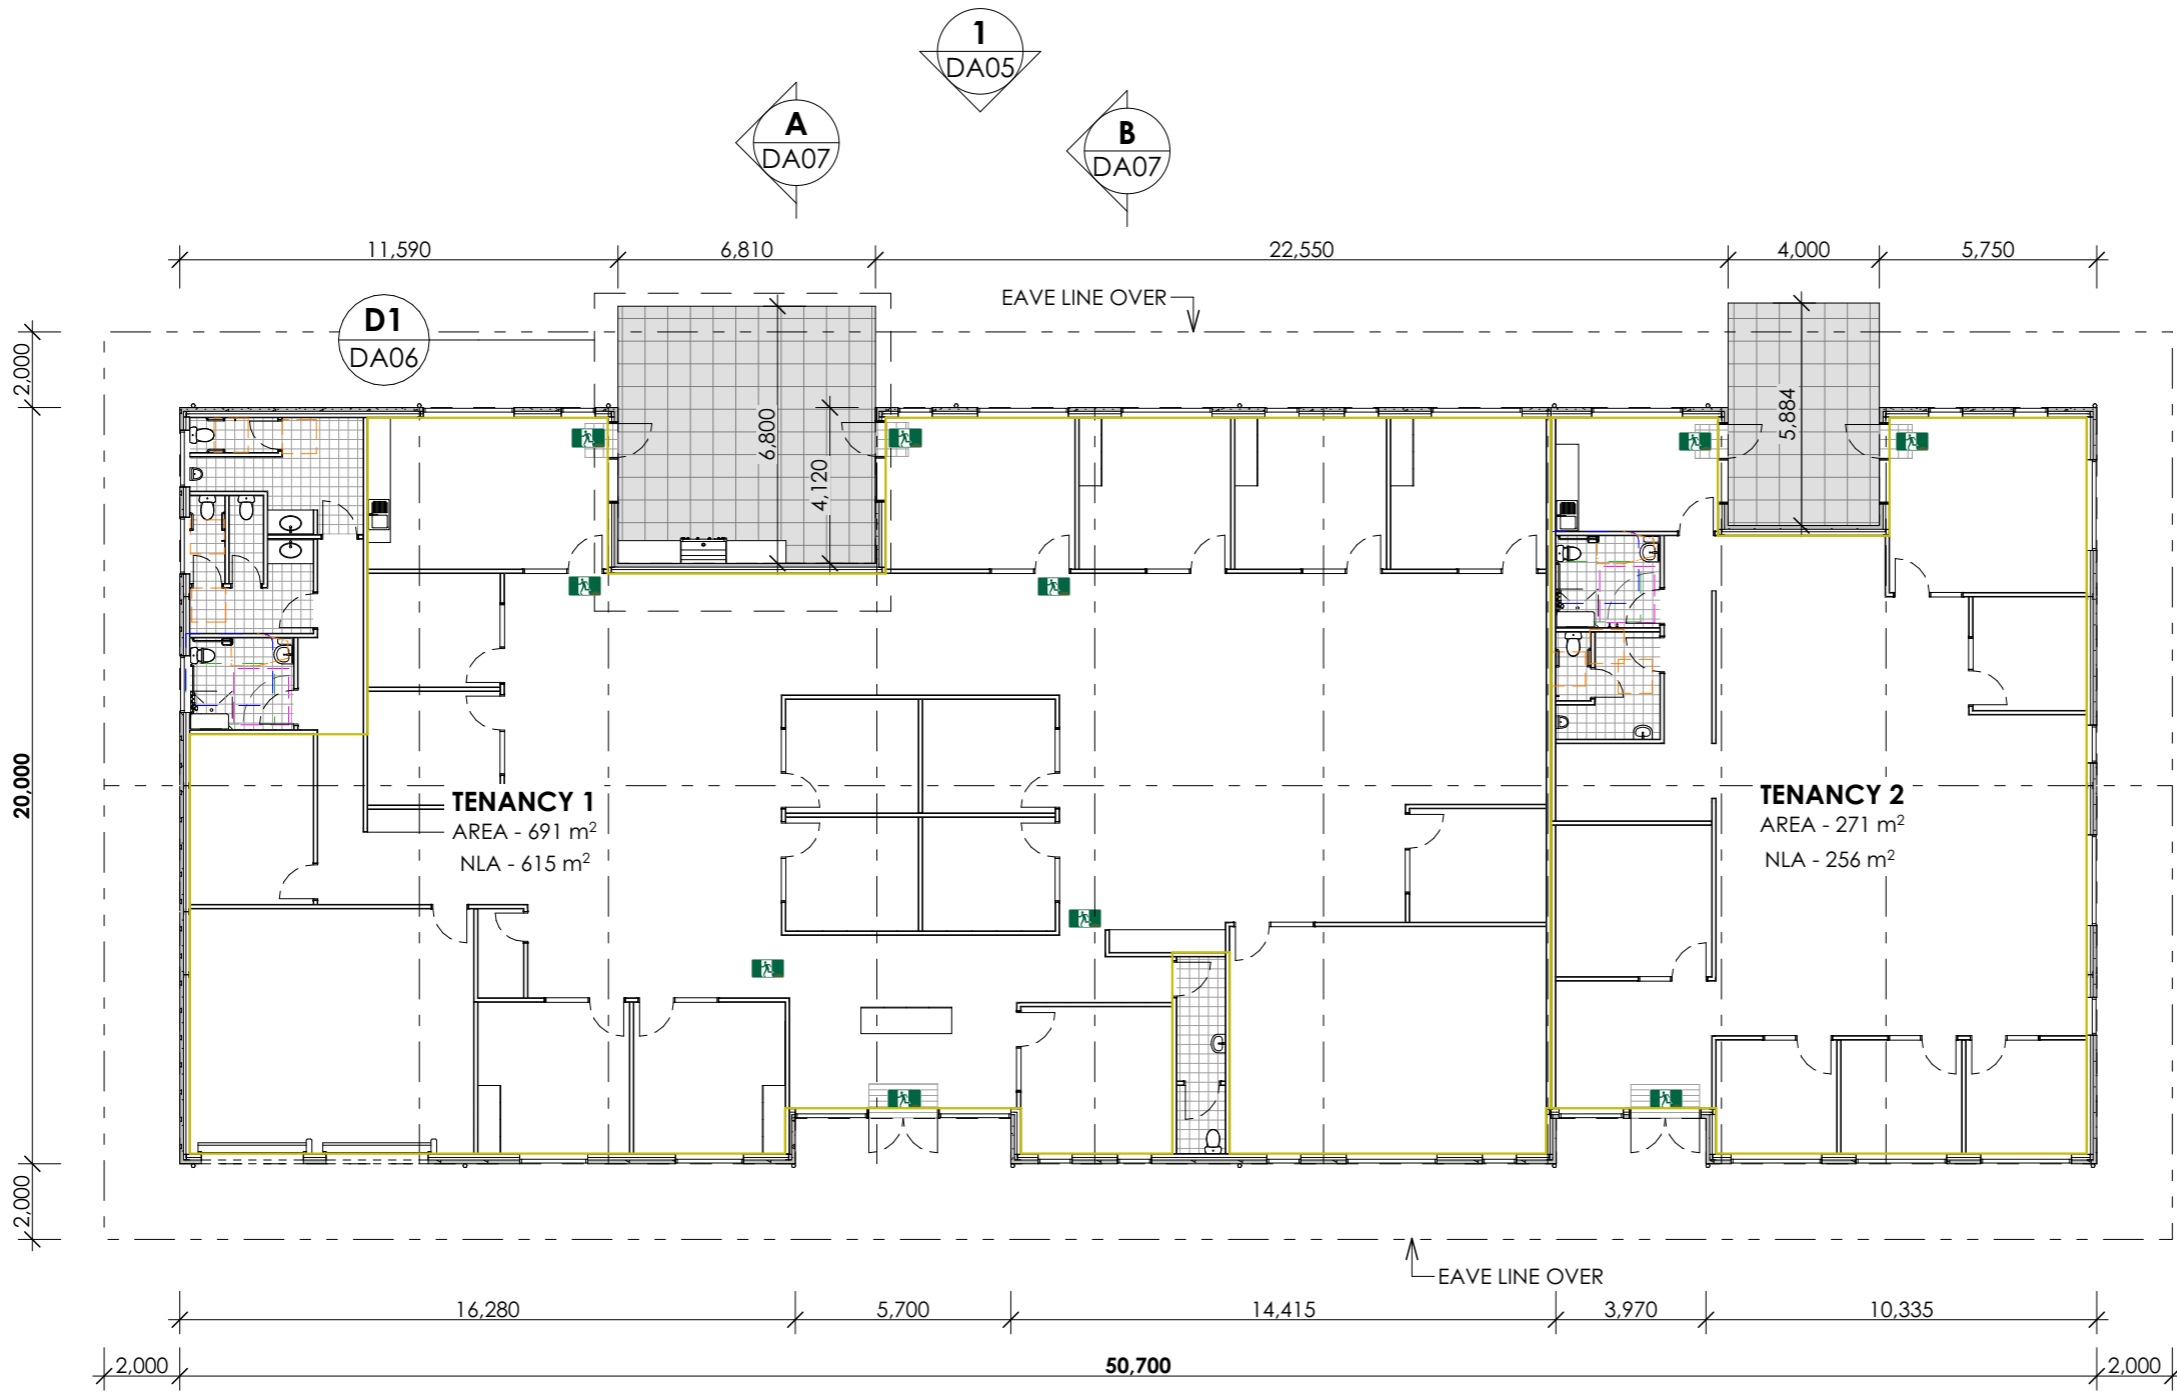 1
DA05
A
DA07
B
DA07
11,590
6,810
22,550
4,000
5,750
EAVE LINE OVER
D1
DA06
2,000
6,800
4,120
5,884
20,000
TENANCY 1
AREA - 691 m²
NLA - 615 m²
TENANCY 2
AREA - 271 m²
NLA - 256 m²
2,000
EAVE LINE OVER
16,280
5,700
14,415
3,970
10,335
2,000
50,700
2,000